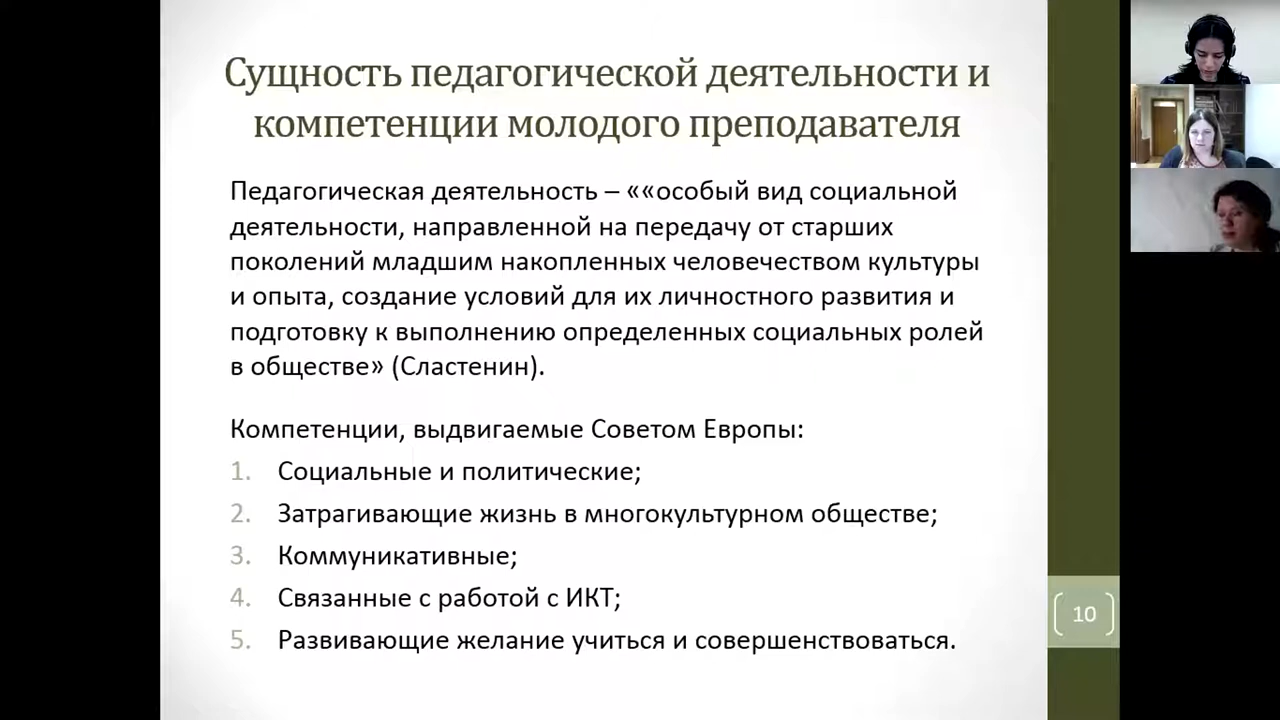 Сущность педагогической деятельности и
компетенции молодого преподавателя
Педагогическая деятельность – ««особый вид социальной
деятельности, направленной на передачу от старших
поколений младшим накопленных человечеством культуры
и опыта, создание условий для их личностного развития и
подготовку к выполнению определенных социальных ролей
в обществе» (Сластенин).
Компетенции, выдвигаемые Советом Европы:
1. Социальные и политические;
2. Затрагивающие жизнь в многокультурном обществе;
3. Коммуникативные;
4. Связанные с работой с ИКТ;
5. Развивающие желание учиться и совершенствоваться.
10